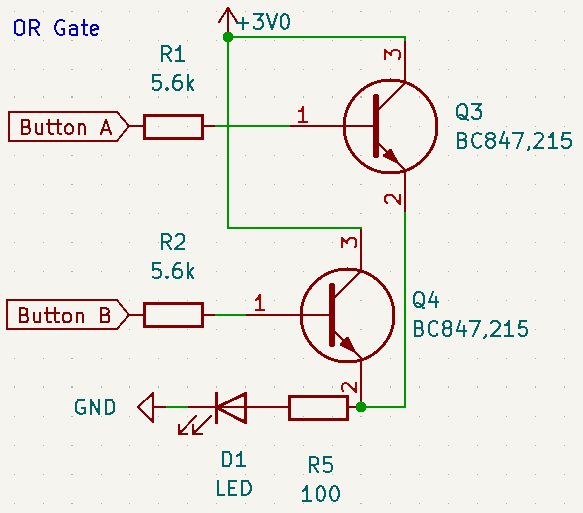 OR Gate
+3V0
R1
5.6k
3
Button A
1
Q3
BC847,215
2
R2
5.6k
3
Button B
1
Q4
BC847,215
2
GND
D1
LED
R5
100